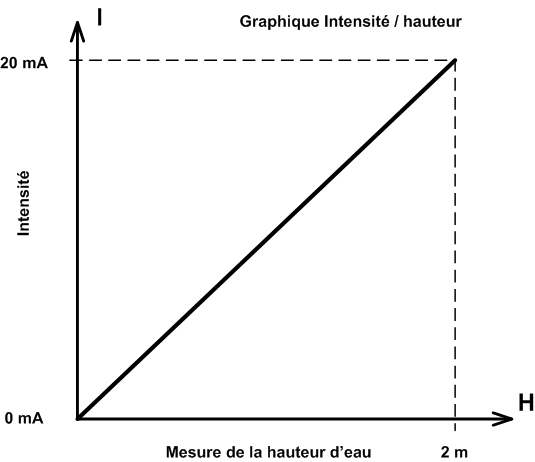 I
Graphique Intensité / hauteur
20 mA
Intensité
0 mA
H
Mesure de la hauteur d'eau
2 m